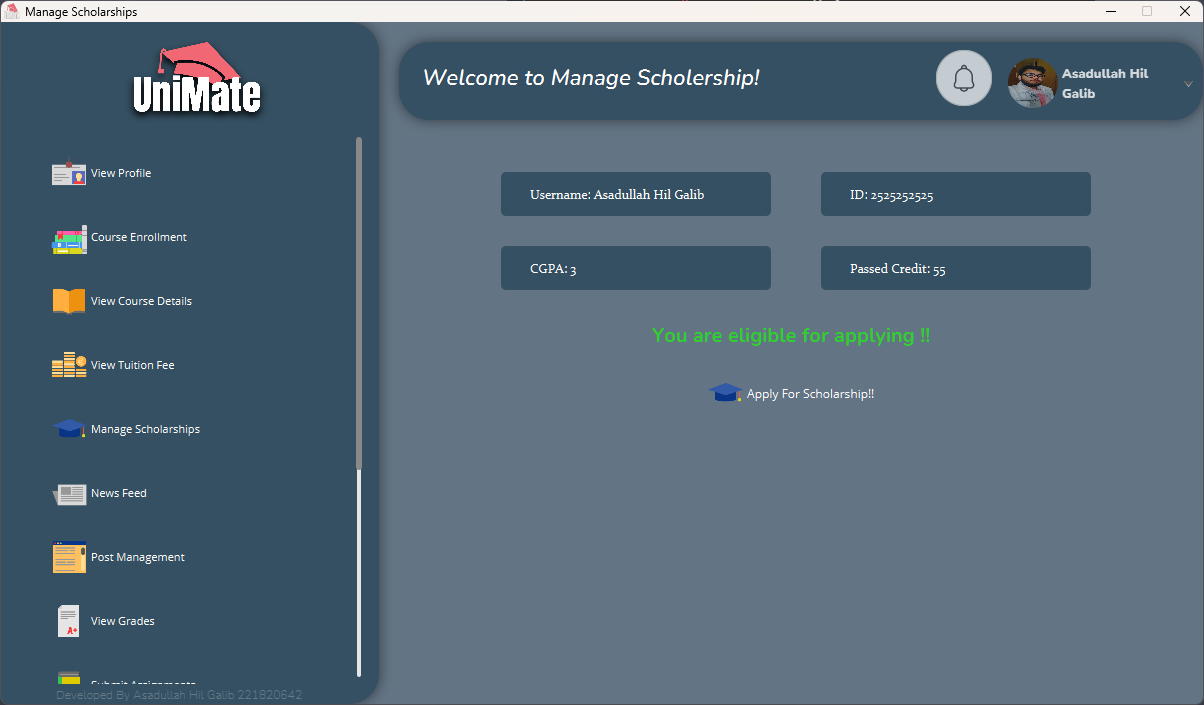 Manage Scholarships
UniMate
View Profile
Course Enrollment
View Course Details
View Tuition Fee
Manage Scholarships
News Feed
Post Management
A+
View Grades
Submit Assignments
Developed By Asadullah Hil Galib 221820642
Welcome to Manage Scholership!
Asadullah Hil
Galib
Username: Asadullah Hil Galib
ID: 2525252525
CGPA: 3
Passed Credit: 55
You are eligible for applying !!
Apply For Scholarship!!